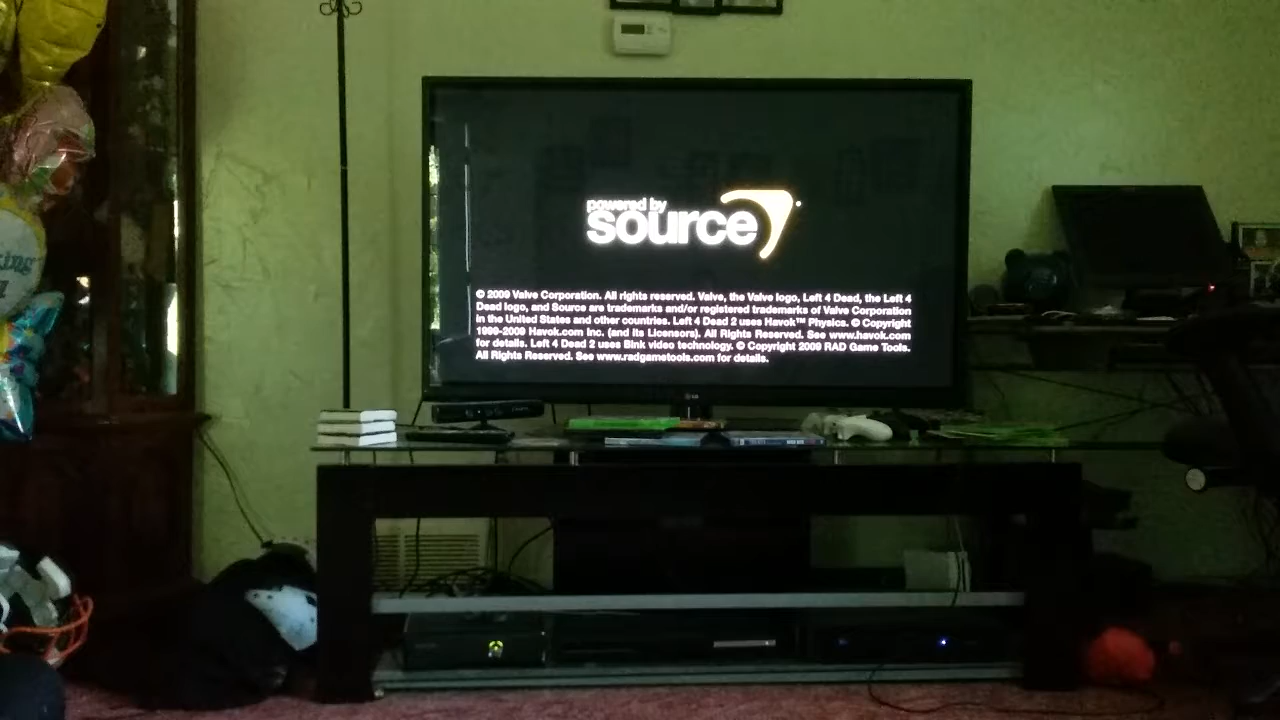 powered by
source
© 2009 Valve Corporation. All rights reserved. Valve, the Valve logo, Left 4 Dead, the Left 4
Dead logo, and Source are trademarks and/or registered trademarks of Valve Corporation
in the United States and other countries. Left 4 Dead 2 uses Havok™ Physics. © Copyright
1999-2009 Havok.com Inc. (and its Licensors). All Rights Reserved. See www.havok.com
for details. Left 4 Dead 2 uses Bink video technology. © Copyright 2009 RAD Game Tools.
All Rights Reserved. See www.radgametools.com for details.
LG